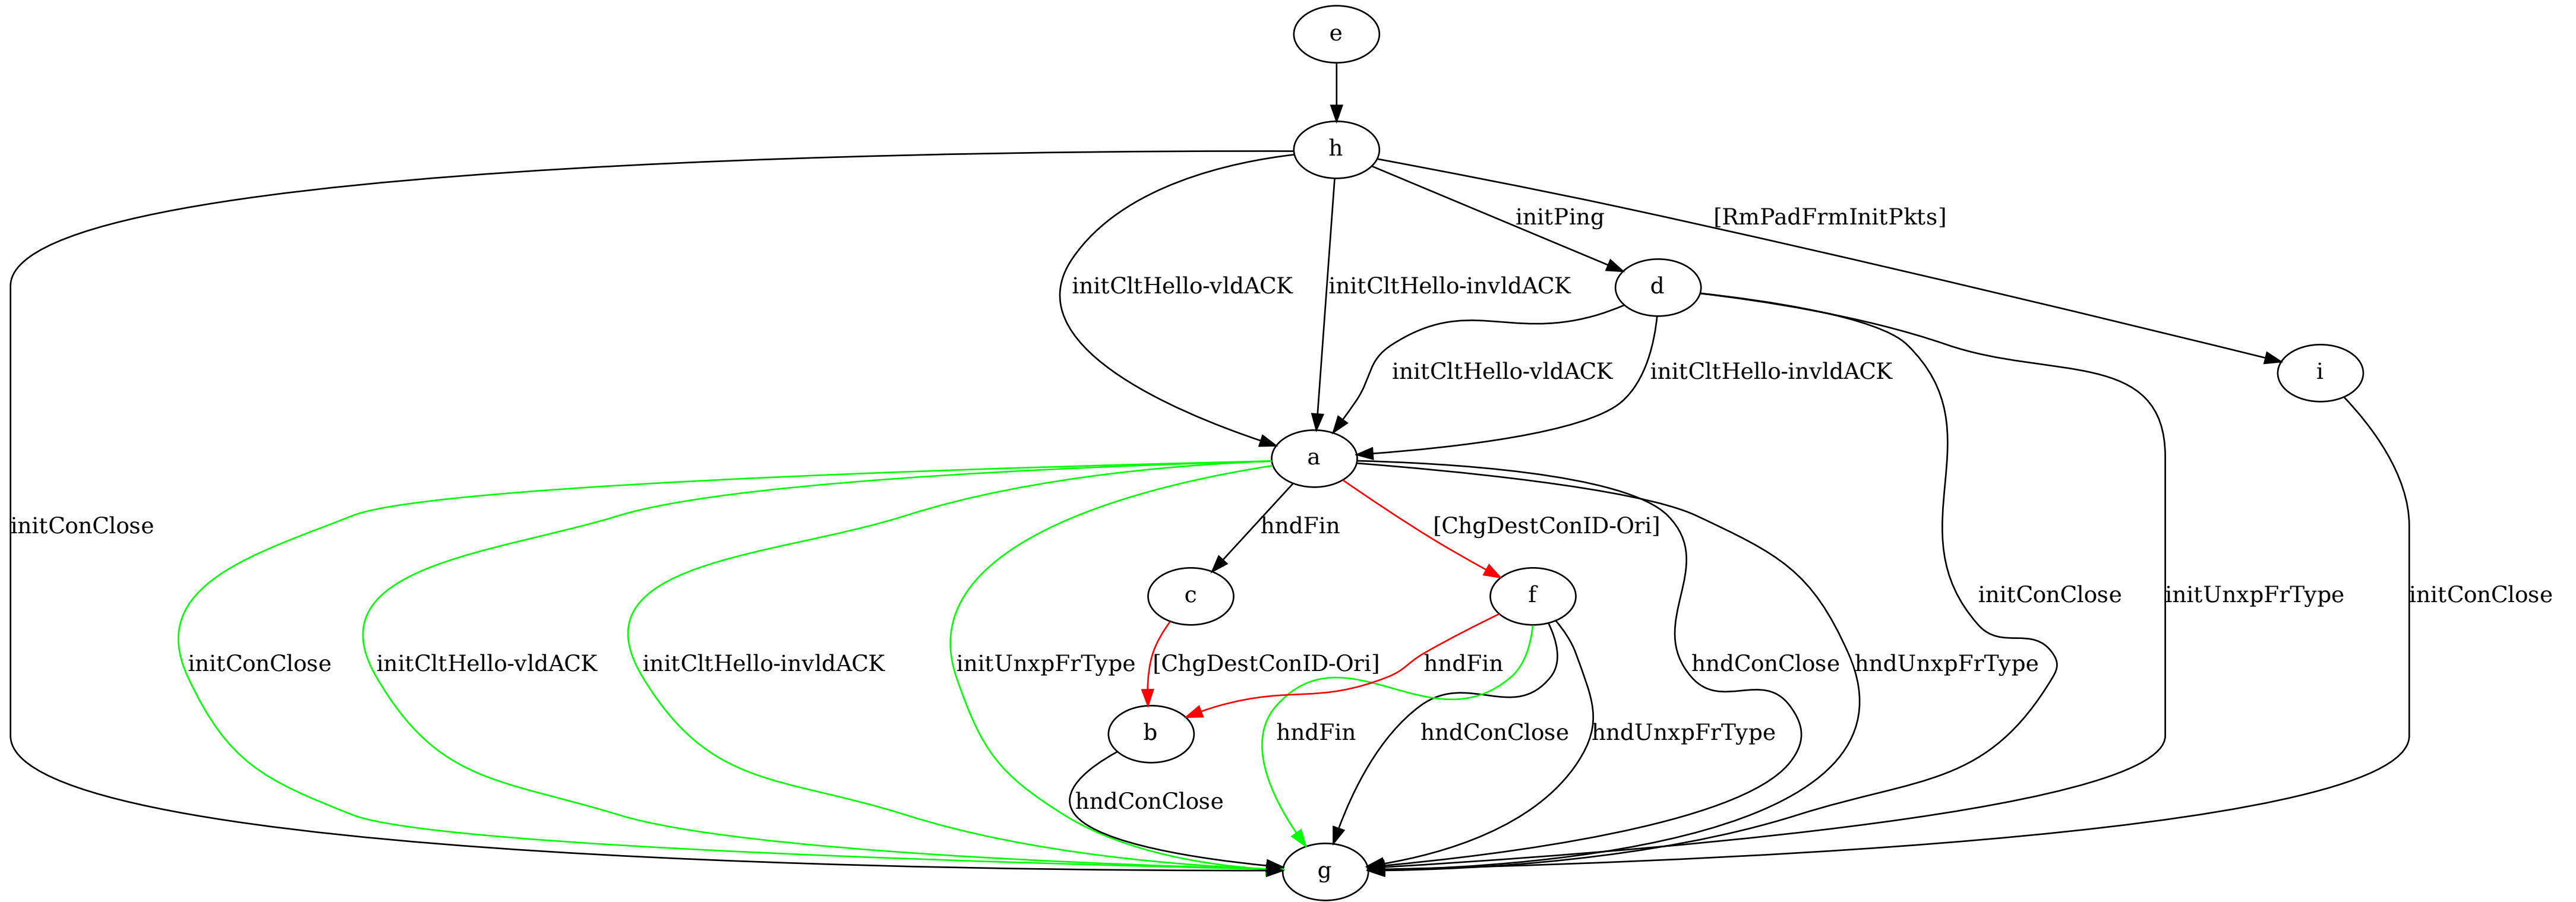 e
h
initPing
[RmPadFrmInitPkts]
initCltHello-vldACK
initCltHello-invldACK
d
initCltHello-vldACK
initCltHello-invldACK
i
a
initConClose
hndFin
[ChgDestConID-Ori]
c
f
initConClose
initUnxpFrType
initConClose
initConClose
initCltHello-vldACK
initCltHello-invldACK
initUnxpFrType
[ChgDestConID-Ori]
hndFin
hndConClose
hndUnxpFrType
b
hndFin
hndConClose
hndUnxpFrType
hndConClose
g